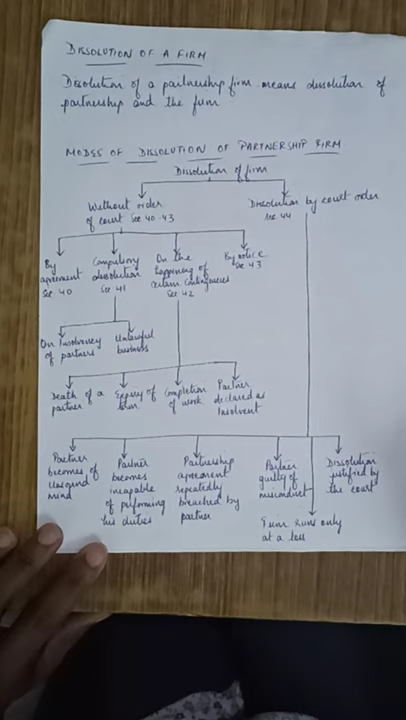 DISSOLUTION OF A FIRM
Dissolution of a partnership firm means dissolution of
partnership and the firm
MODES OF DISSOLUTION OF PARTNERSHIP FIRM
Dissolution of firm
Without order
of court Sec 40-43
Dissolution by court order
Sec 44
By
agreement
Sec 40
Compulsory
dissolution
Sec 41
On the
happening of
certain contingencies
Sec 42
By notice
Sec 43
On Insolvency
of partners
Unlawful
business
Death of a
partner
Expiry of
term
Completion
of work
Partner
declared as
Insolvent
Partner
becomes of
Unsound
mind
Partner
becomes
incapable
of performing
his duties
Partnership
agreement
repeatedly
breached by
partner
Partner
guilty of
misconduct
Firm runs only
at a loss
Dissolution
justified by
the court